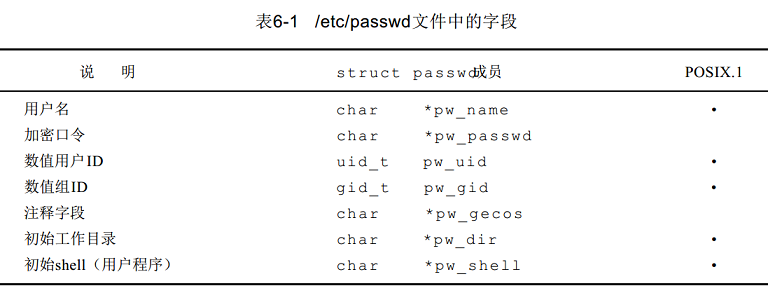 表6-1 /etc/passwd文件中的字段
说 明 struct passwd成员 POSIX.1
用户名 char *pw_name •
加密口令 char *pw_passwd
数值用户ID uid_t pw_uid •
数值组ID gid_t pw_gid •
注释字段 char *pw_gecos
初始工作目录 char *pw_dir •
初始shell（用户程序） char *pw_shell •